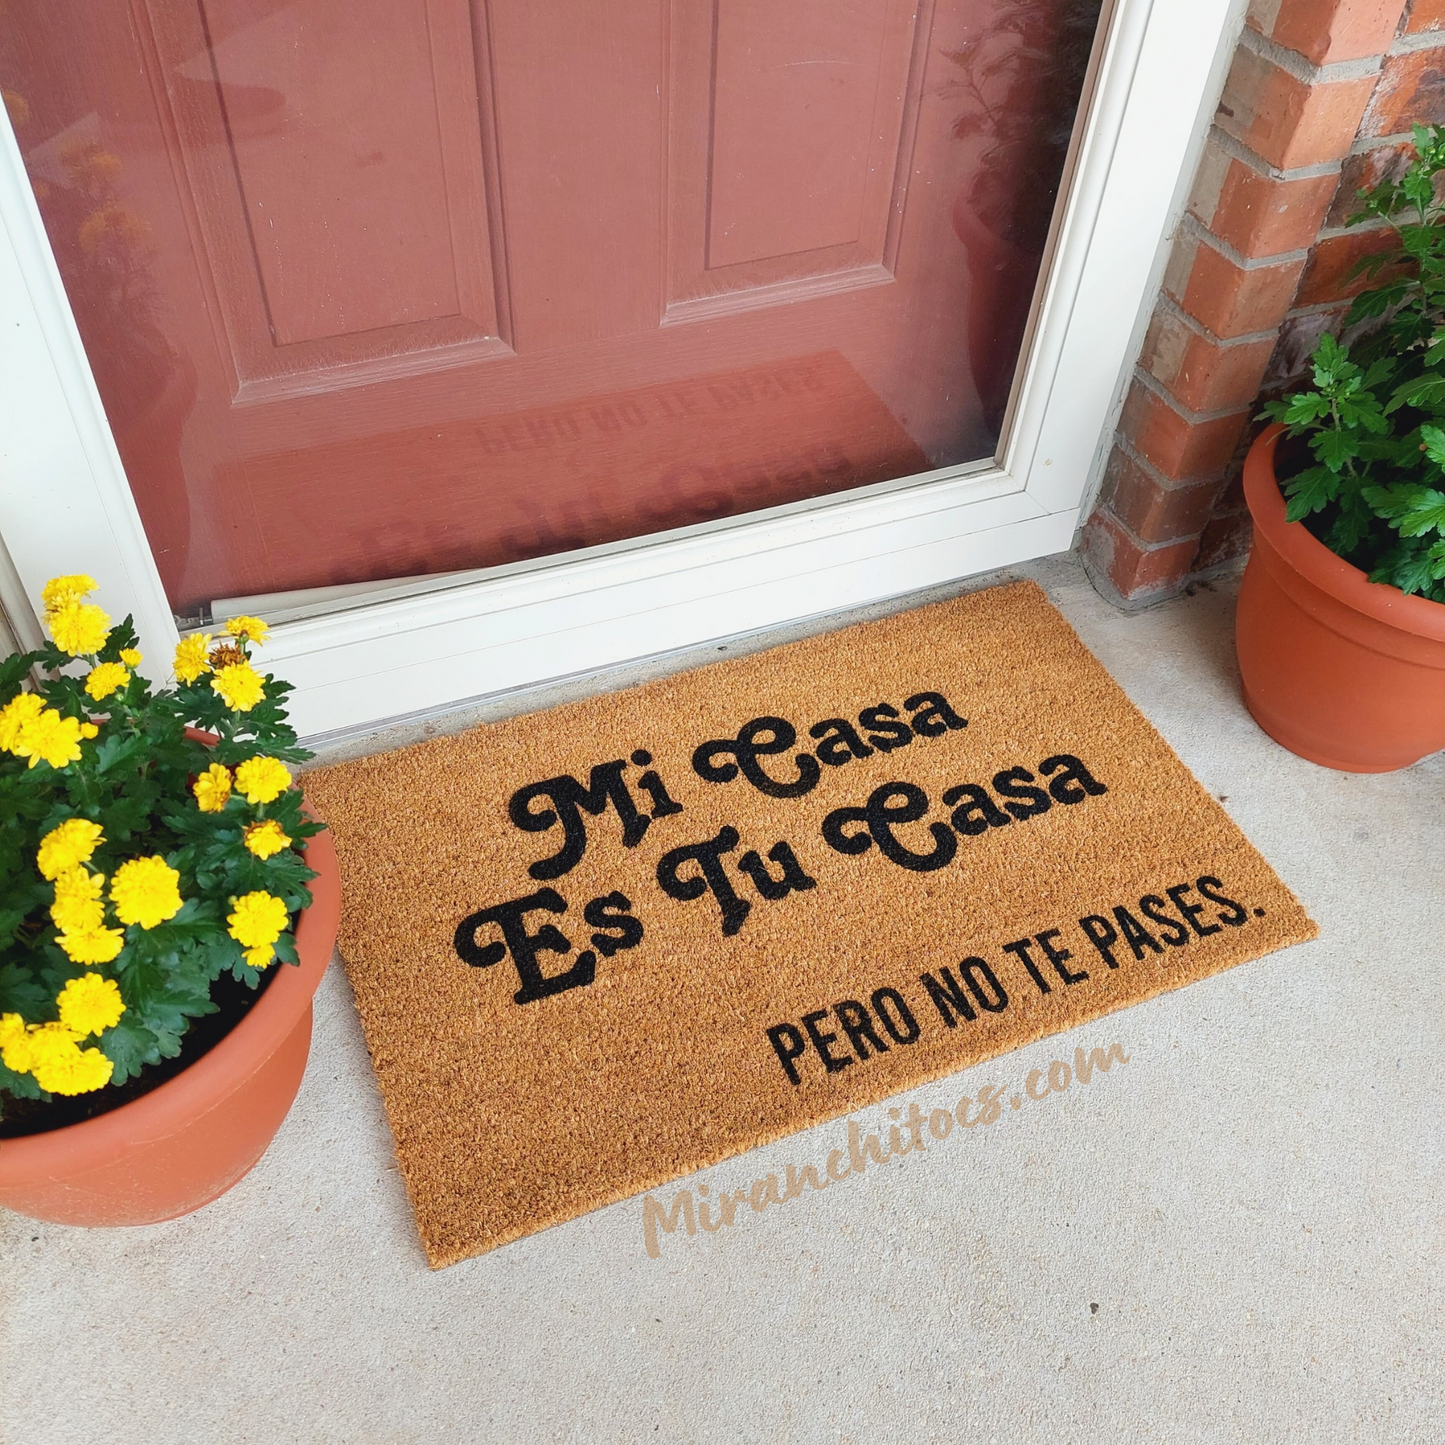 Mi Casa
Es Tu Casa
PERO NO TE PASES.
Miranchitocs.com